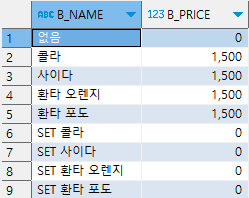 ABC B_NAME 123 B_PRICE
1 없음 0
2 콜라 1,500
3 사이다 1,500
4 환타 오렌지 1,500
5 환타 포도 1,500
6 SET 콜라 0
7 SET 사이다 0
8 SET 환타 오렌지 0
9 SET 환타 포도 0